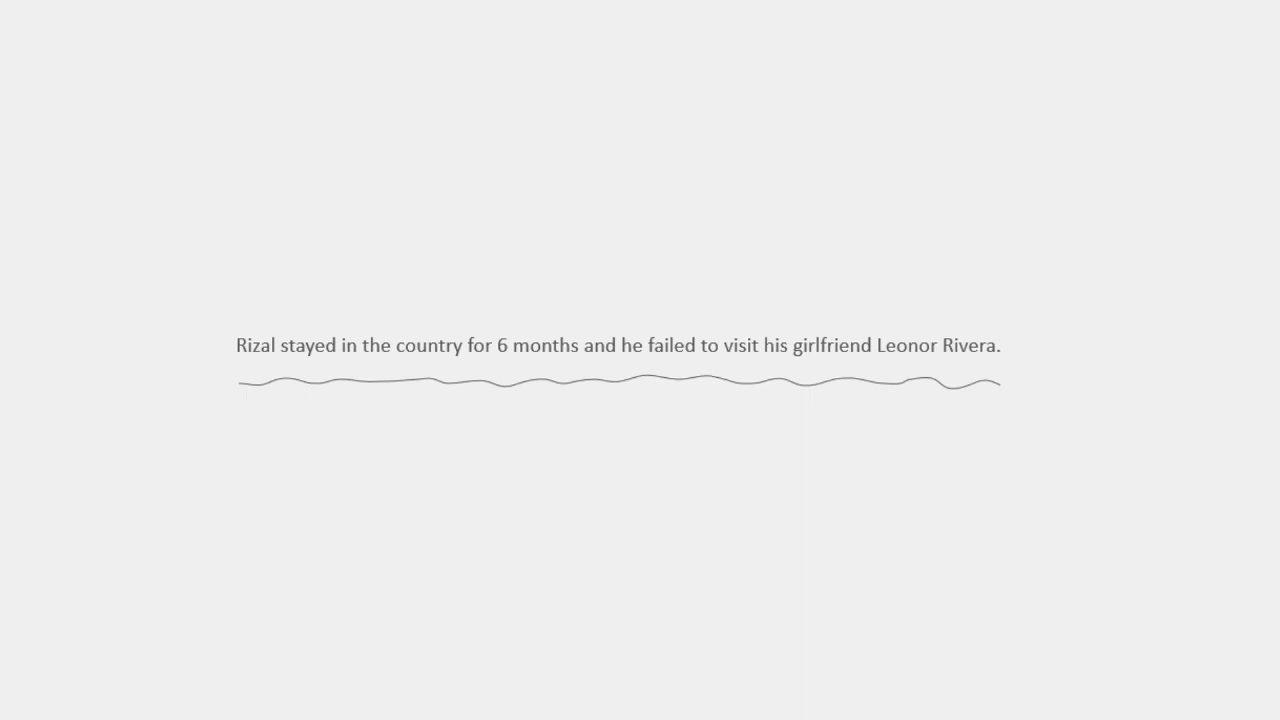 Rizal stayed in the country for 6 months and he failed to visit his girlfriend Leonor Rivera.